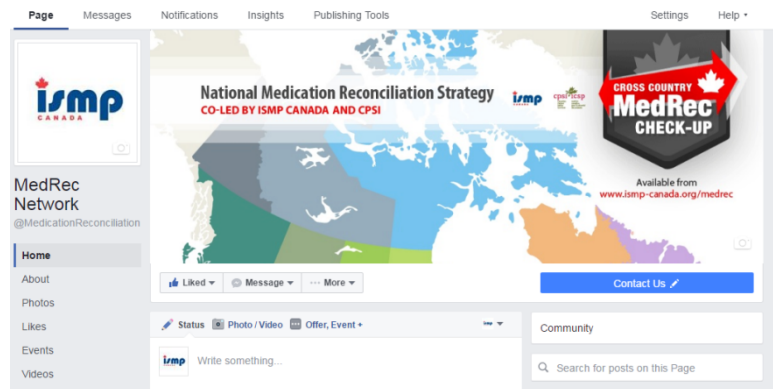 Page Messages Notifications Insights Publishing Tools Settings Help
ismp
CANADA
National Medication Reconciliation Strategy
CO-LED BY ISMP CANADA AND CPSI
ismp
cpsi icsp
CROSS COUNTRY
MedRec
CHECK-UP
Available from
www.ismp-canada.org/medrec
MedRec
Network
@MedicationReconciliation
Home
About
Photos
Likes
Events
Videos
Liked Message ··· More
Contact Us
Status Photo / Video Offer, Event +
ismp
Write something...
Community
Search for posts on this Page